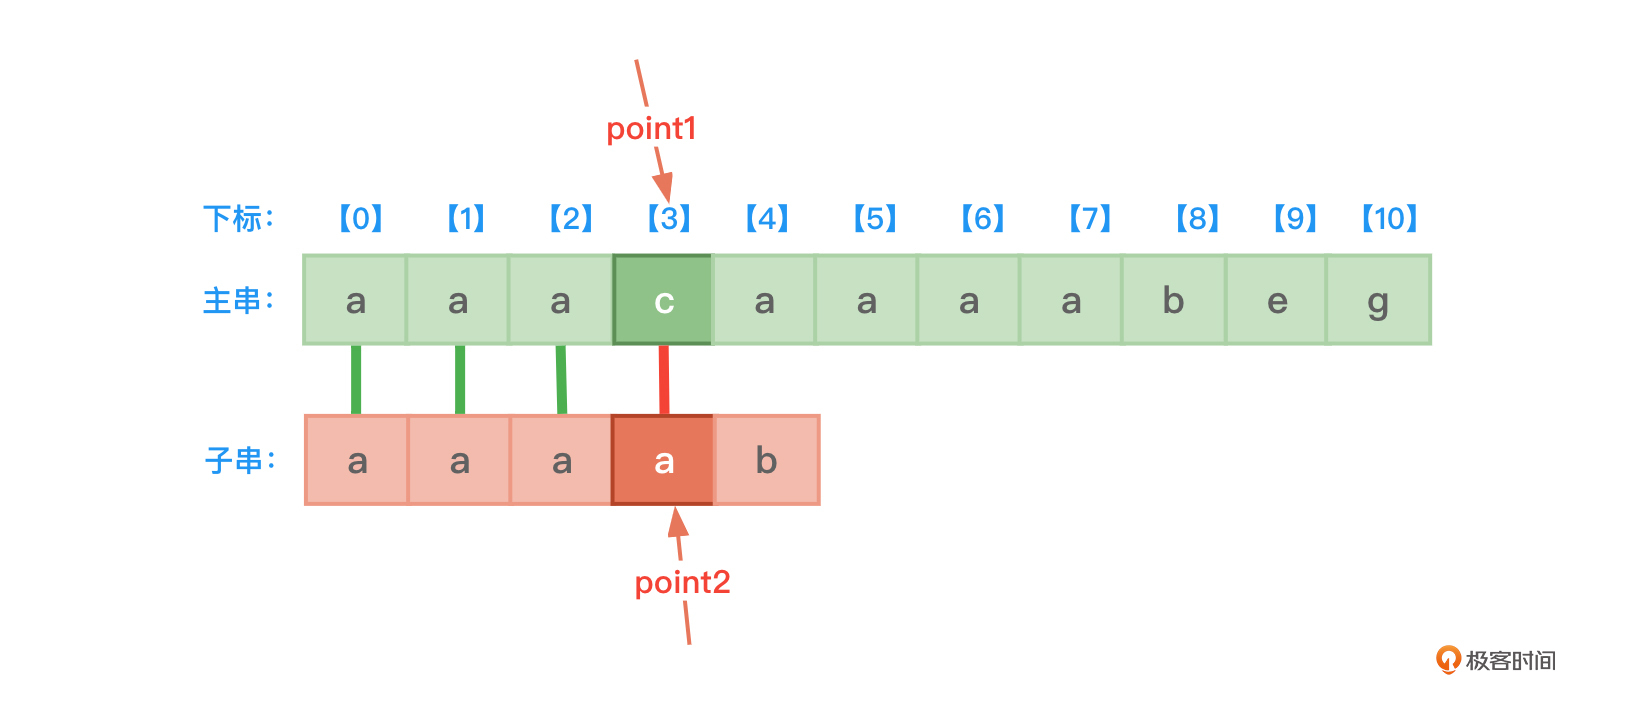 point1
下标： 【0】 【1】 【2】 【3】 【4】 【5】 【6】 【7】 【8】 【9】 【10】
主串： a a a c a a a a b e g
子串： a a a a b
point2
极客时间